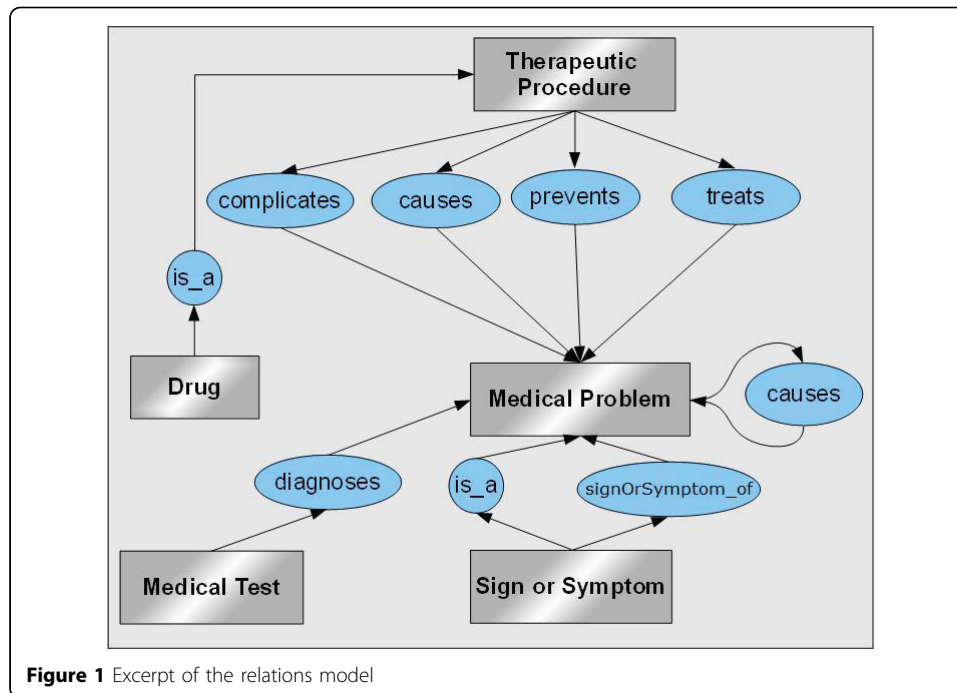 Therapeutic
Procedure
complicates
causes
prevents
treats
is_a
Drug
Medical Problem
causes
diagnoses
is_a
signOrSymptom_of
Medical Test
Sign or Symptom
Figure 1 Excerpt of the relations model